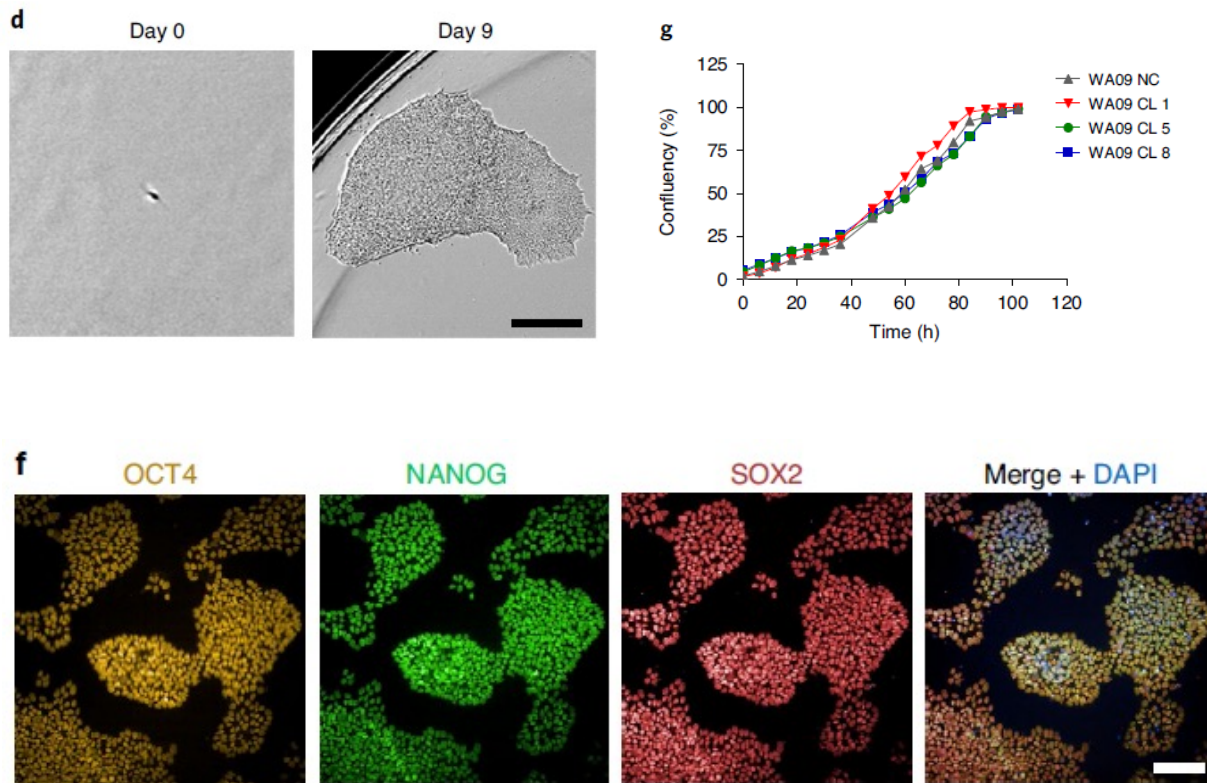 d
Day 0
Day 9
g
125
100
75
50
25
0
Confluency (%)
0 20 40 60 80 100 120
Time (h)
WA09 NC
WA09 CL 1
WA09 CL 5
WA09 CL 8
f
OCT4
NANOG
SOX2
Merge + DAPI